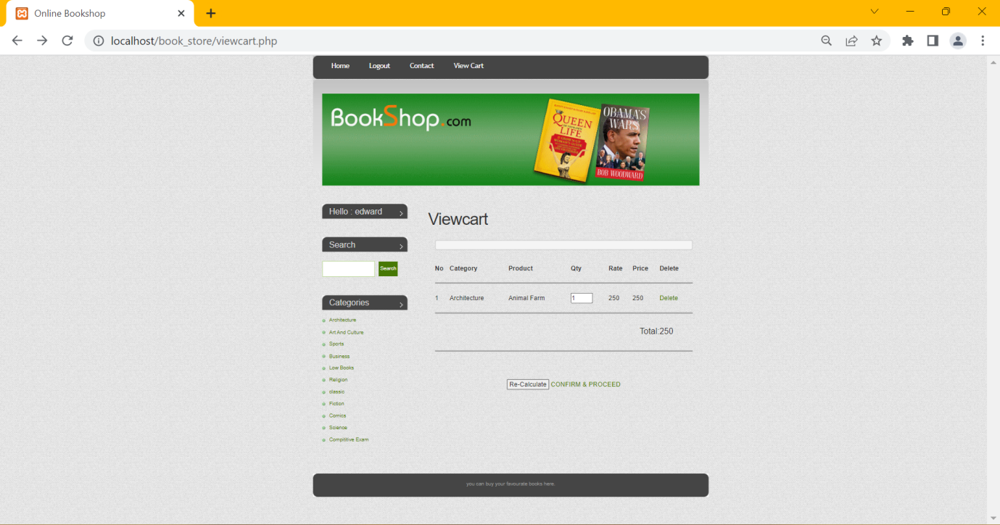 Online Bookshop
localhost/book_store/viewcart.php
Home Logout Contact View Cart
BookShop.com
QUEEN
LIFE
OBAMA'S
WARS
BOB WOODWARD
Hello : edward
Search
Search
Categories
Architecture
Art And Culture
Sports
Business
Low Books
Religion
classic
Fiction
Comics
Science
Compititive Exam
Viewcart
No Category Product Qty Rate Price Delete
1 Architecture Animal Farm 1 250 250 Delete
Total:250
Re-Calculate CONFIRM & PROCEED
you can buy your favourate books here.